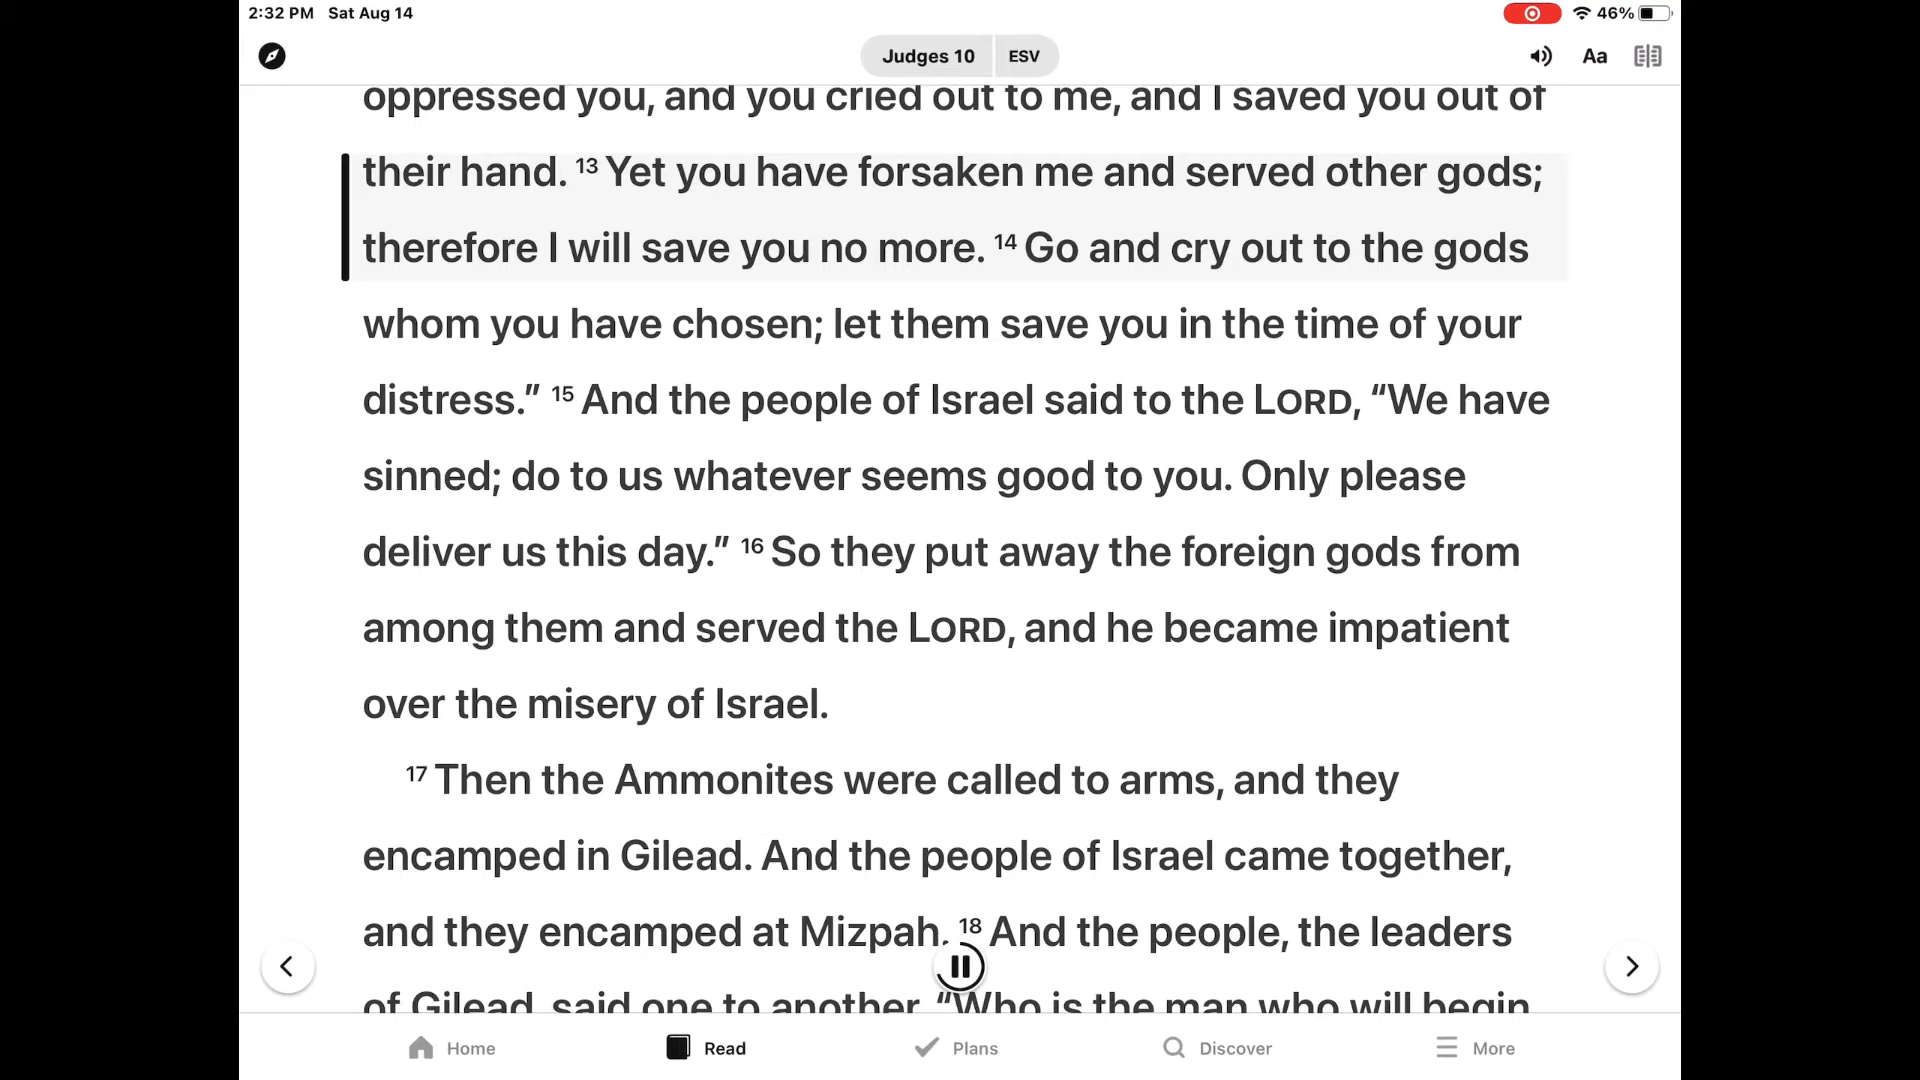 2:32 PM Sat Aug 14 46%
Judges 10 ESV Aa
oppressed you, and you cried out to me, and I saved you out of
their hand. 13 Yet you have forsaken me and served other gods;
therefore I will save you no more. 14 Go and cry out to the gods
whom you have chosen; let them save you in the time of your
distress.” 15 And the people of Israel said to the LORD, “We have
sinned; do to us whatever seems good to you. Only please
deliver us this day.” 16 So they put away the foreign gods from
among them and served the LORD, and he became impatient
over the misery of Israel.
17 Then the Ammonites were called to arms, and they
encamped in Gilead. And the people of Israel came together,
and they encamped at Mizpah. 18 And the people, the leaders
of Gilead, said one to another, “Who is the man who will begin
Home Read Plans Discover More